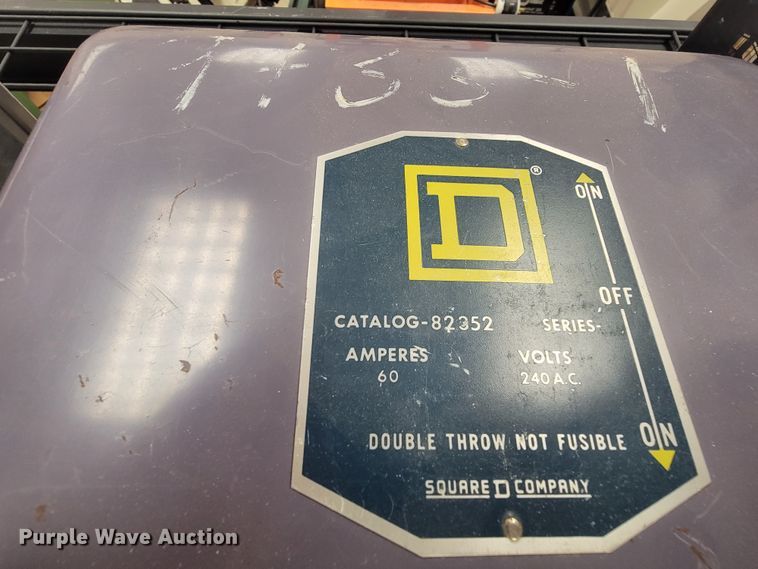 D ®
ON
OFF
CATALOG-82352 SERIES-
AMPERES VOLTS
60 240 A.C.
DOUBLE THROW NOT FUSIBLE
ON
SQUARE D COMPANY
Purple Wave Auction